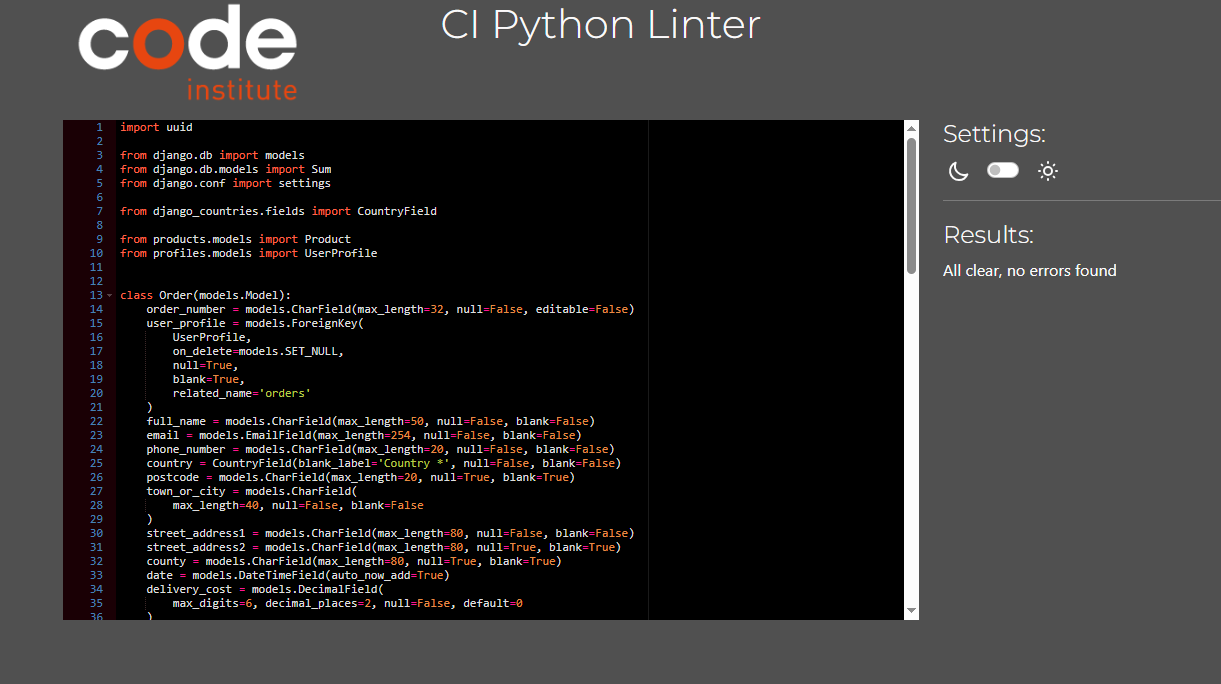 code
institute
CI Python Linter
1 import uuid
2
3 from django.db import models
4 from django.db.models import Sum
5 from django.conf import settings
6
7 from django_countries.fields import CountryField
8
9 from products.models import Product
10 from profiles.models import UserProfile
11
12
13 class Order(models.Model):
14     order_number = models.CharField(max_length=32, null=False, editable=False)
15     user_profile = models.ForeignKey(
16         UserProfile,
17         on_delete=models.SET_NULL,
18         null=True,
19         blank=True,
20         related_name='orders'
21     )
22     full_name = models.CharField(max_length=50, null=False, blank=False)
23     email = models.EmailField(max_length=254, null=False, blank=False)
24     phone_number = models.CharField(max_length=20, null=False, blank=False)
25     country = CountryField(blank_label='Country *', null=False, blank=False)
26     postcode = models.CharField(max_length=20, null=True, blank=True)
27     town_or_city = models.CharField(
28         max_length=40, null=False, blank=False
29     )
30     street_address1 = models.CharField(max_length=80, null=False, blank=False)
31     street_address2 = models.CharField(max_length=80, null=True, blank=True)
32     county = models.CharField(max_length=80, null=True, blank=True)
33     date = models.DateTimeField(auto_now_add=True)
34     delivery_cost = models.DecimalField(
35         max_digits=6, decimal_places=2, null=False, default=0
36     )
Settings:
Results:
All clear, no errors found